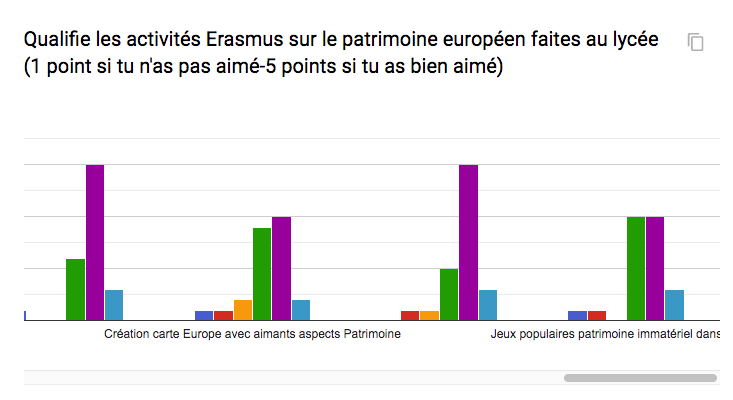 Qualifie les activités Erasmus sur le patrimoine européen faites au lycée
(1 point si tu n'as pas aimé-5 points si tu as bien aimé)
Création carte Europe avec aimants aspects Patrimoine
Jeux populaires patrimoine immatériel dans